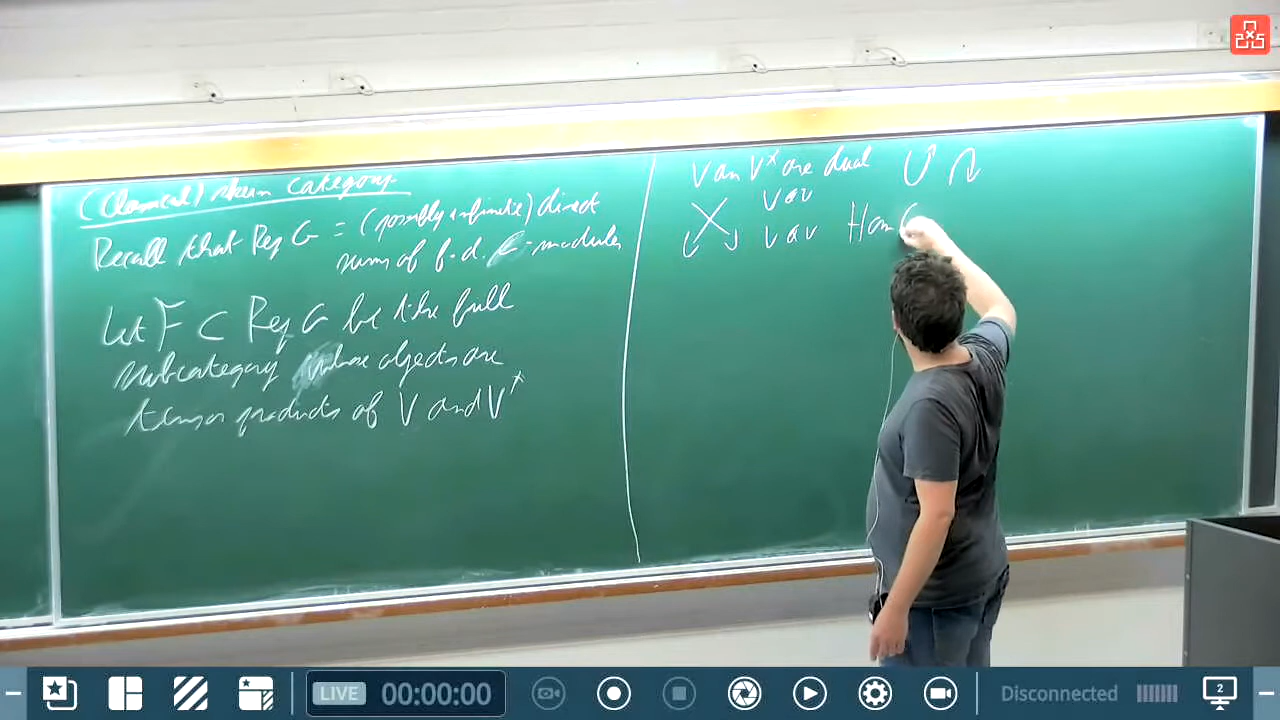 (Classical) skein category
Recall that Rep G = (possibly infinite) direct
sum of f.d. -modules
Let F ⊂ Rep G be the full
subcategory whose objects are
tensor products of V and V*
V an V* are dual
V⊗V
V⊗V Hom G
LIVE 00:00:00 Disconnected 2